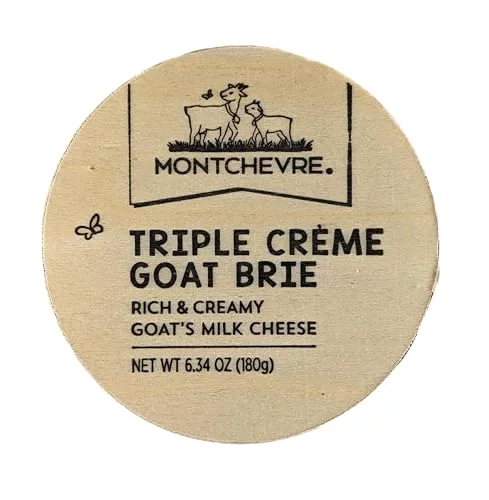 MONTCHEVRE.
TRIPLE CRÈME
GOAT BRIE
RICH & CREAMY
GOAT'S MILK CHEESE
NET WT 6.34 OZ (180g)